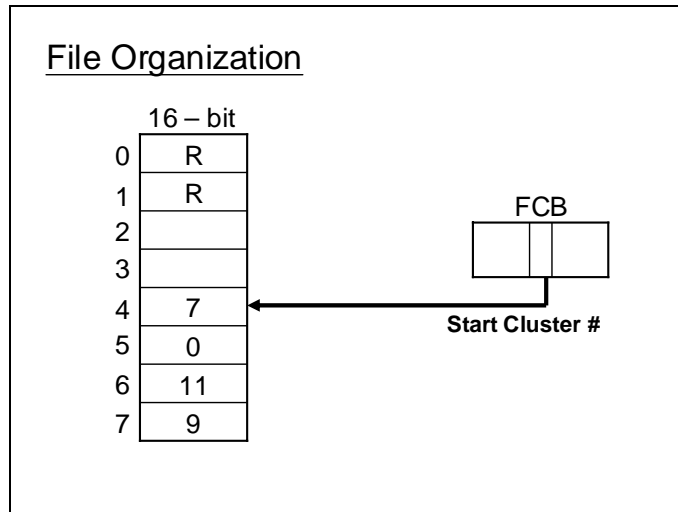 File Organization
16 – bit
0 R
1 R
FCB
2
3
4 7
Start Cluster #
5 0
6 11
7 9